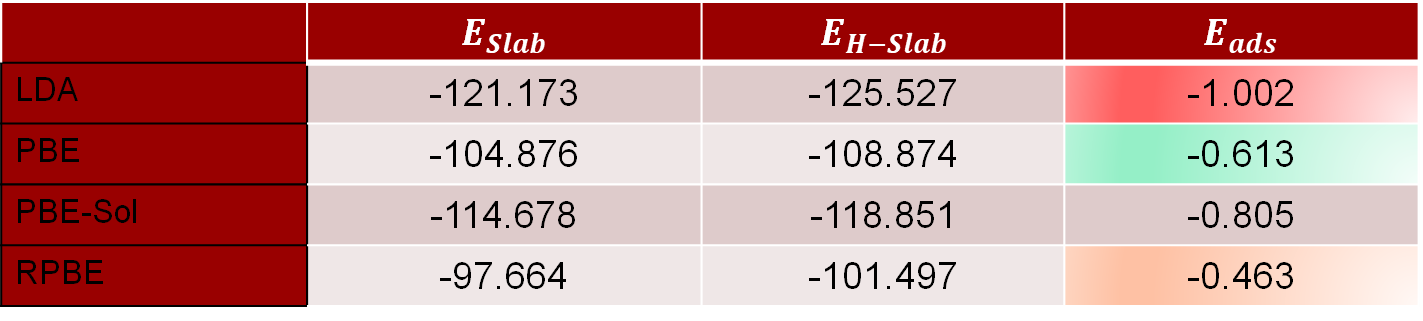 E_Slab E_H−Slab E_ads
LDA -121.173 -125.527 -1.002
PBE -104.876 -108.874 -0.613
PBE-Sol -114.678 -118.851 -0.805
RPBE -97.664 -101.497 -0.463